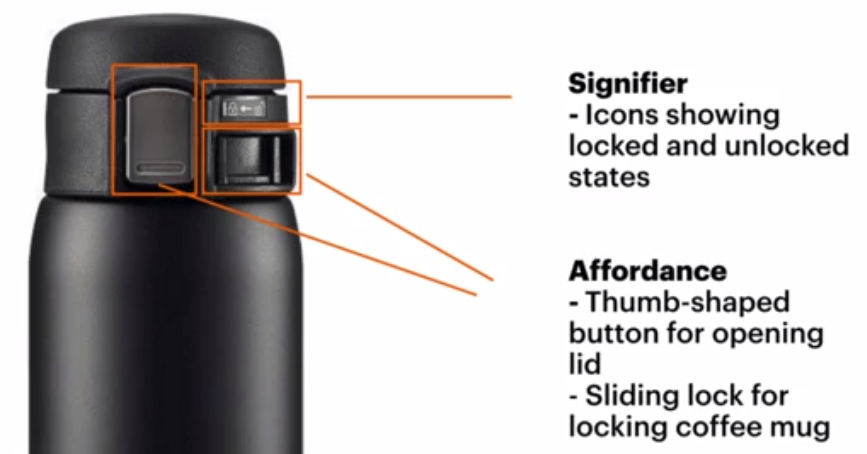 Signifier
- Icons showing
locked and unlocked
states
Affordance
- Thumb-shaped
button for opening
lid
- Sliding lock for
locking coffee mug